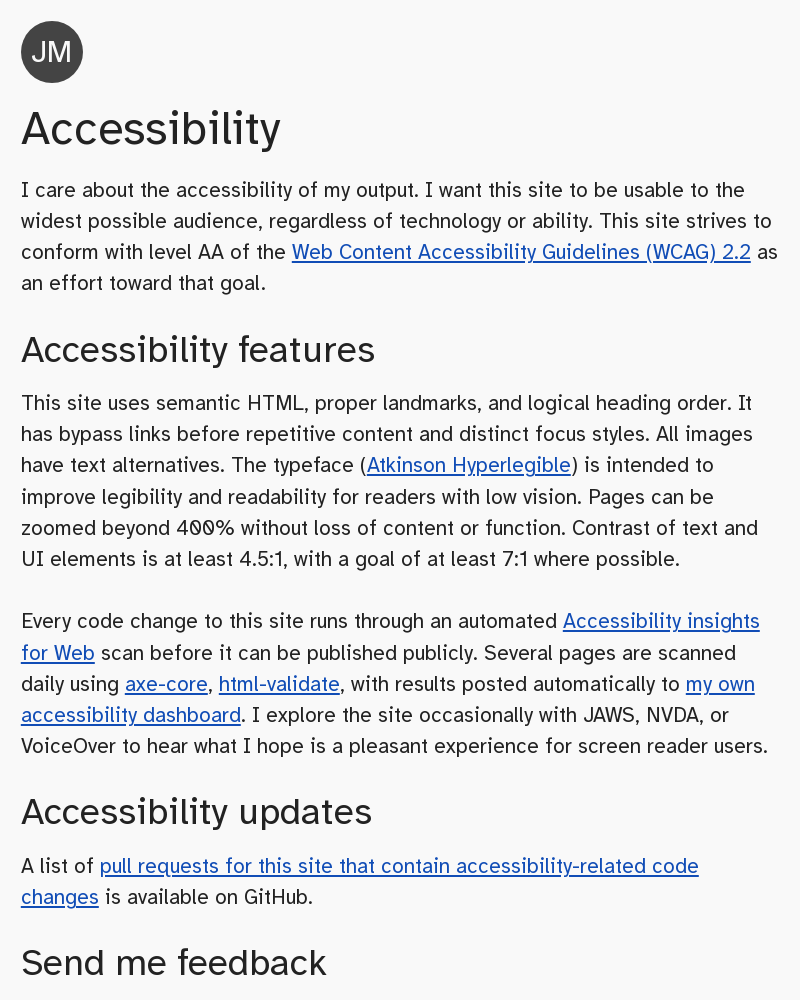 JM
Accessibility
I care about the accessibility of my output. I want this site to be usable to the
widest possible audience, regardless of technology or ability. This site strives to
conform with level AA of the Web Content Accessibility Guidelines (WCAG) 2.2 as
an effort toward that goal.
Accessibility features
This site uses semantic HTML, proper landmarks, and logical heading order. It
has bypass links before repetitive content and distinct focus styles. All images
have text alternatives. The typeface (Atkinson Hyperlegible) is intended to
improve legibility and readability for readers with low vision. Pages can be
zoomed beyond 400% without loss of content or function. Contrast of text and
UI elements is at least 4.5:1, with a goal of at least 7:1 where possible.
Every code change to this site runs through an automated Accessibility insights
for Web scan before it can be published publicly. Several pages are scanned
daily using axe-core, html-validate, with results posted automatically to my own
accessibility dashboard. I explore the site occasionally with JAWS, NVDA, or
VoiceOver to hear what I hope is a pleasant experience for screen reader users.
Accessibility updates
A list of pull requests for this site that contain accessibility-related code
changes is available on GitHub.
Send me feedback